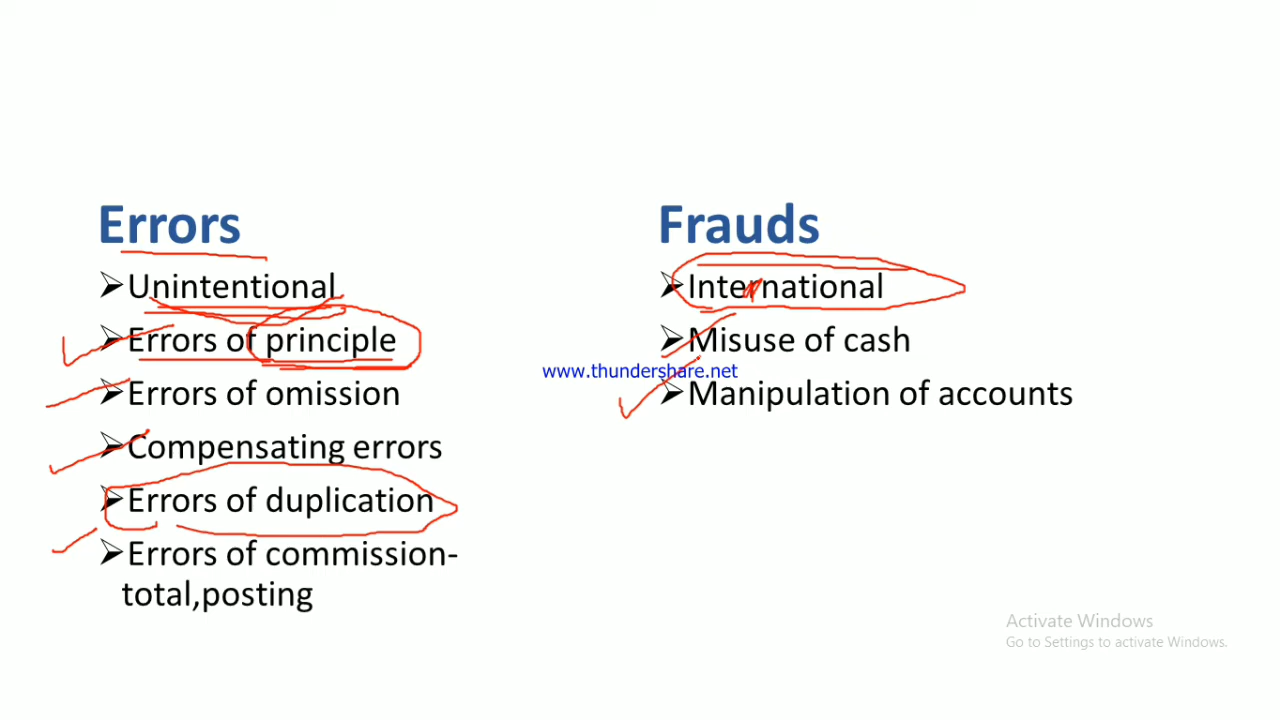 Errors
Unintentional
Errors of principle
Errors of omission
Compensating errors
Errors of duplication
Errors of commission-
total,posting
Frauds
International
Misuse of cash
Manipulation of accounts
www.thundershare.net
Activate Windows
Go to Settings to activate Windows.